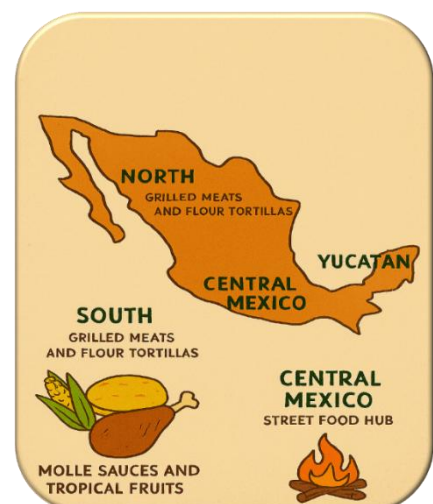 NORTH
GRILLED MEATS
AND FLOUR TORTILLAS
YUCATAN
CENTRAL
MEXICO
SOUTH
GRILLED MEATS
AND FLOUR TORTILLAS
MOLLE SAUCES AND
TROPICAL FRUITS
CENTRAL
MEXICO
STREET FOOD HUB